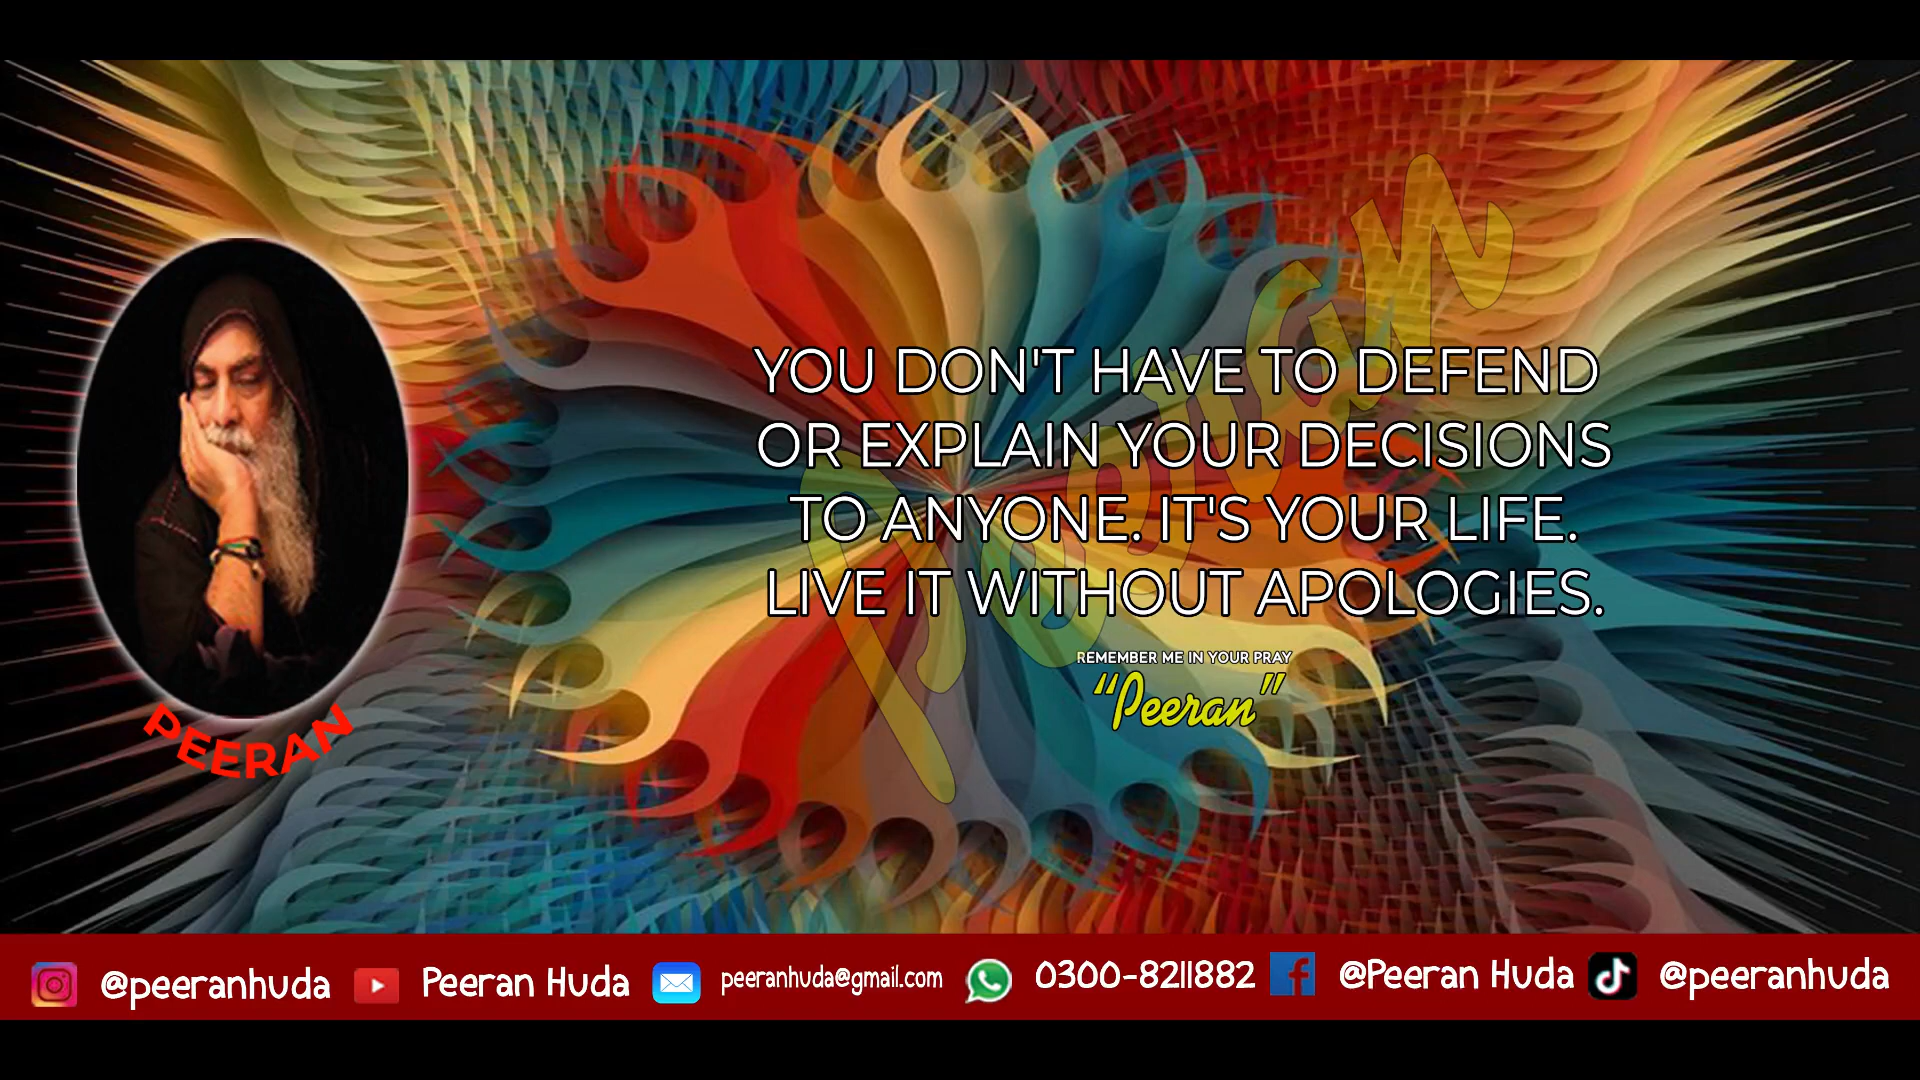 YOU DON'T HAVE TO DEFEND
OR EXPLAIN YOUR DECISIONS
TO ANYONE. IT'S YOUR LIFE.
LIVE IT WITHOUT APOLOGIES.
REMEMBER ME IN YOUR PRAY
“Peeran”
Peeran
PEERAN
@peeranhuda
Peeran Huda
peeranhuda@gmail.com
0300-8211882
@Peeran Huda
@peeranhuda